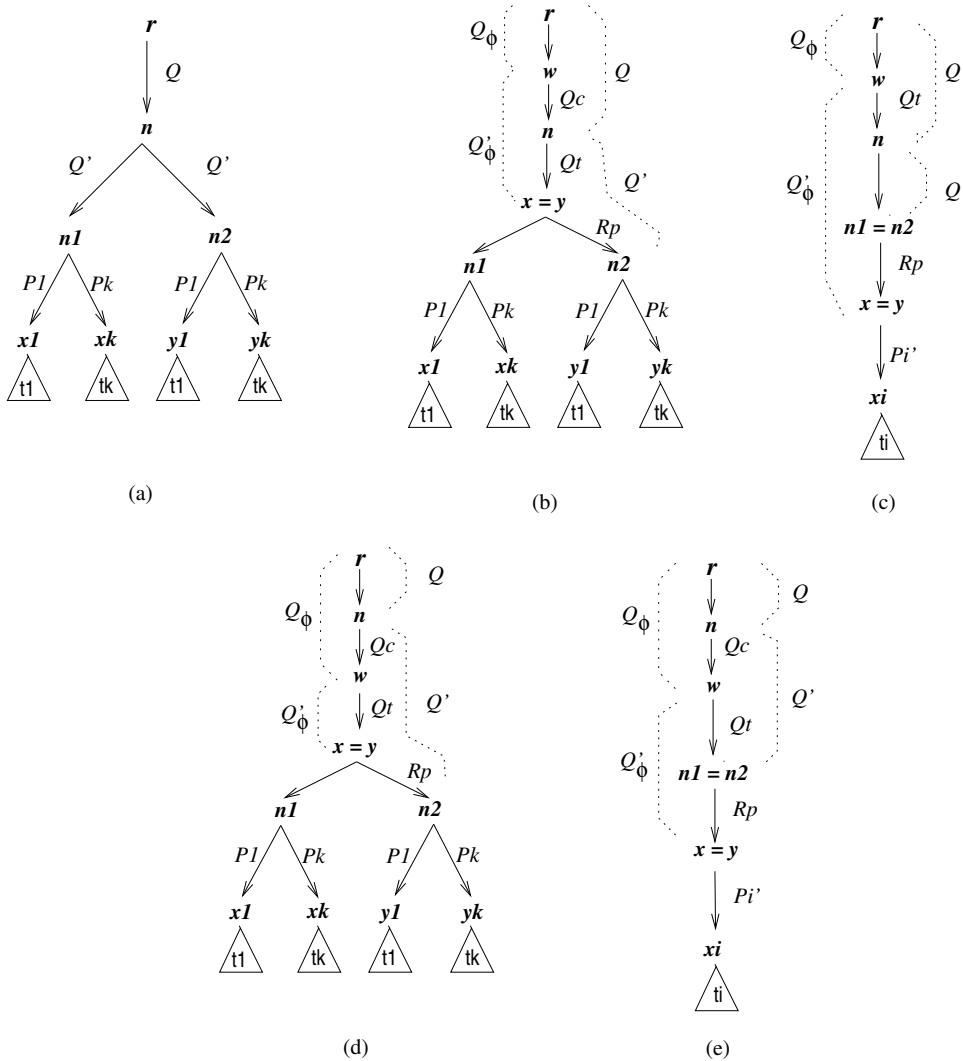 r
Q
n
Q’ Q’
n1 n2
P1 Pk P1 Pk
x1 xk y1 yk
t1 tk t1 tk
(a)
r
Qϕ Q
w
Qc
n
Q'ϕ Qt
Q’
x = y
Rp
n1 n2
P1 Pk P1 Pk
x1 xk y1 yk
t1 tk t1 tk
(b)
r
Qϕ
Q
w
Qt
n
Q'ϕ Q
n1 = n2
Rp
x = y
Pi’
xi
ti
(c)
r
Q
n
Qϕ
Qc
w
Q'ϕ Qt Q’
x = y
Rp
n1 n2
P1 Pk P1 Pk
x1 xk y1 yk
t1 tk t1 tk
(d)
r
Q
Qϕ
n
Qc
w
Q’
Qt
Q'ϕ
n1 = n2
Rp
x = y
Pi’
xi
ti
(e)